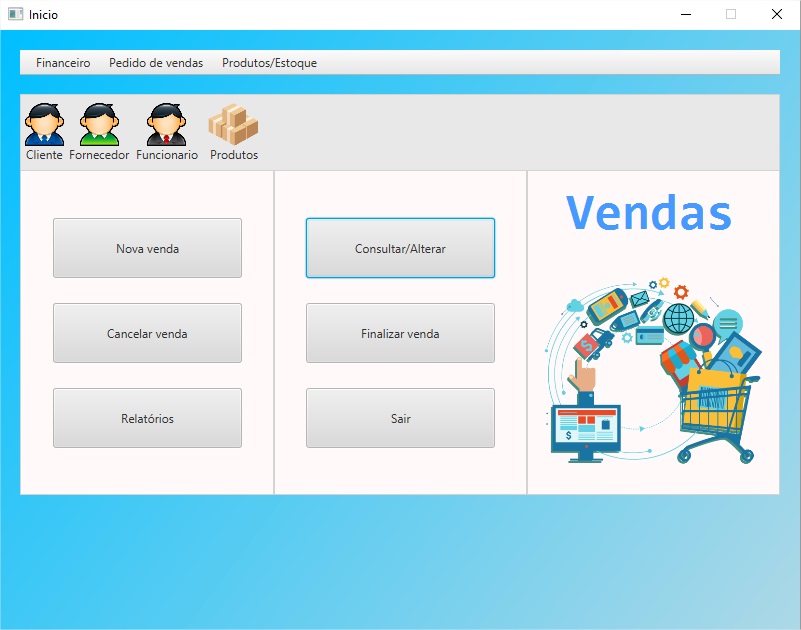 Inicio
Financeiro Pedido de vendas Produtos/Estoque
Cliente Fornecedor Funcionario Produtos
Vendas
Nova venda Consultar/Alterar
Cancelar venda Finalizar venda
Relatórios Sair
$
$